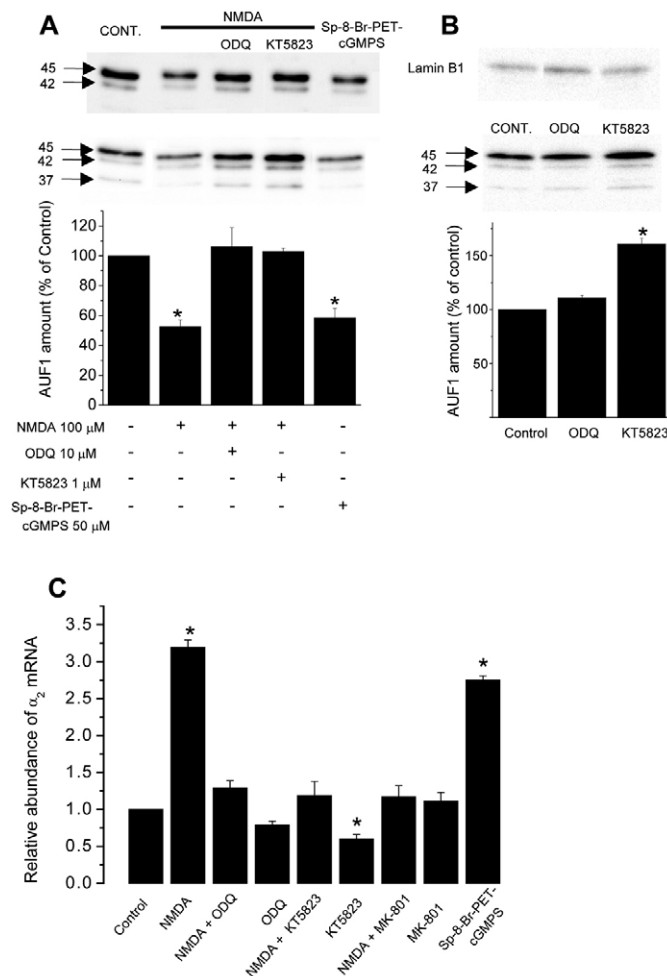 A
NMDA
CONT.
ODQ
KT5823
Sp-8-Br-PET-
cGMPS
45
42
45
42
37
AUF1 amount (% of Control)
120
100
80
60
40
20
0
*
*
NMDA 100 µM - + + + -
ODQ 10 µM - - + - -
KT5823 1 µM - - - + -
Sp-8-Br-PET-
cGMPS 50 µM - - - - +
B
Lamin B1
CONT. ODQ KT5823
45
42
37
AUF1 amount (% of control)
150
100
50
*
Control ODQ KT5823
C
Relative abundance of α2 mRNA
3.5
3.0
2.5
2.0
1.5
1.0
0.5
0.0
*
*
*
Control
NMDA
NMDA + ODQ
ODQ
NMDA + KT5823
KT5823
NMDA + MK-801
MK-801
Sp-8-Br-PET-
cGMPS